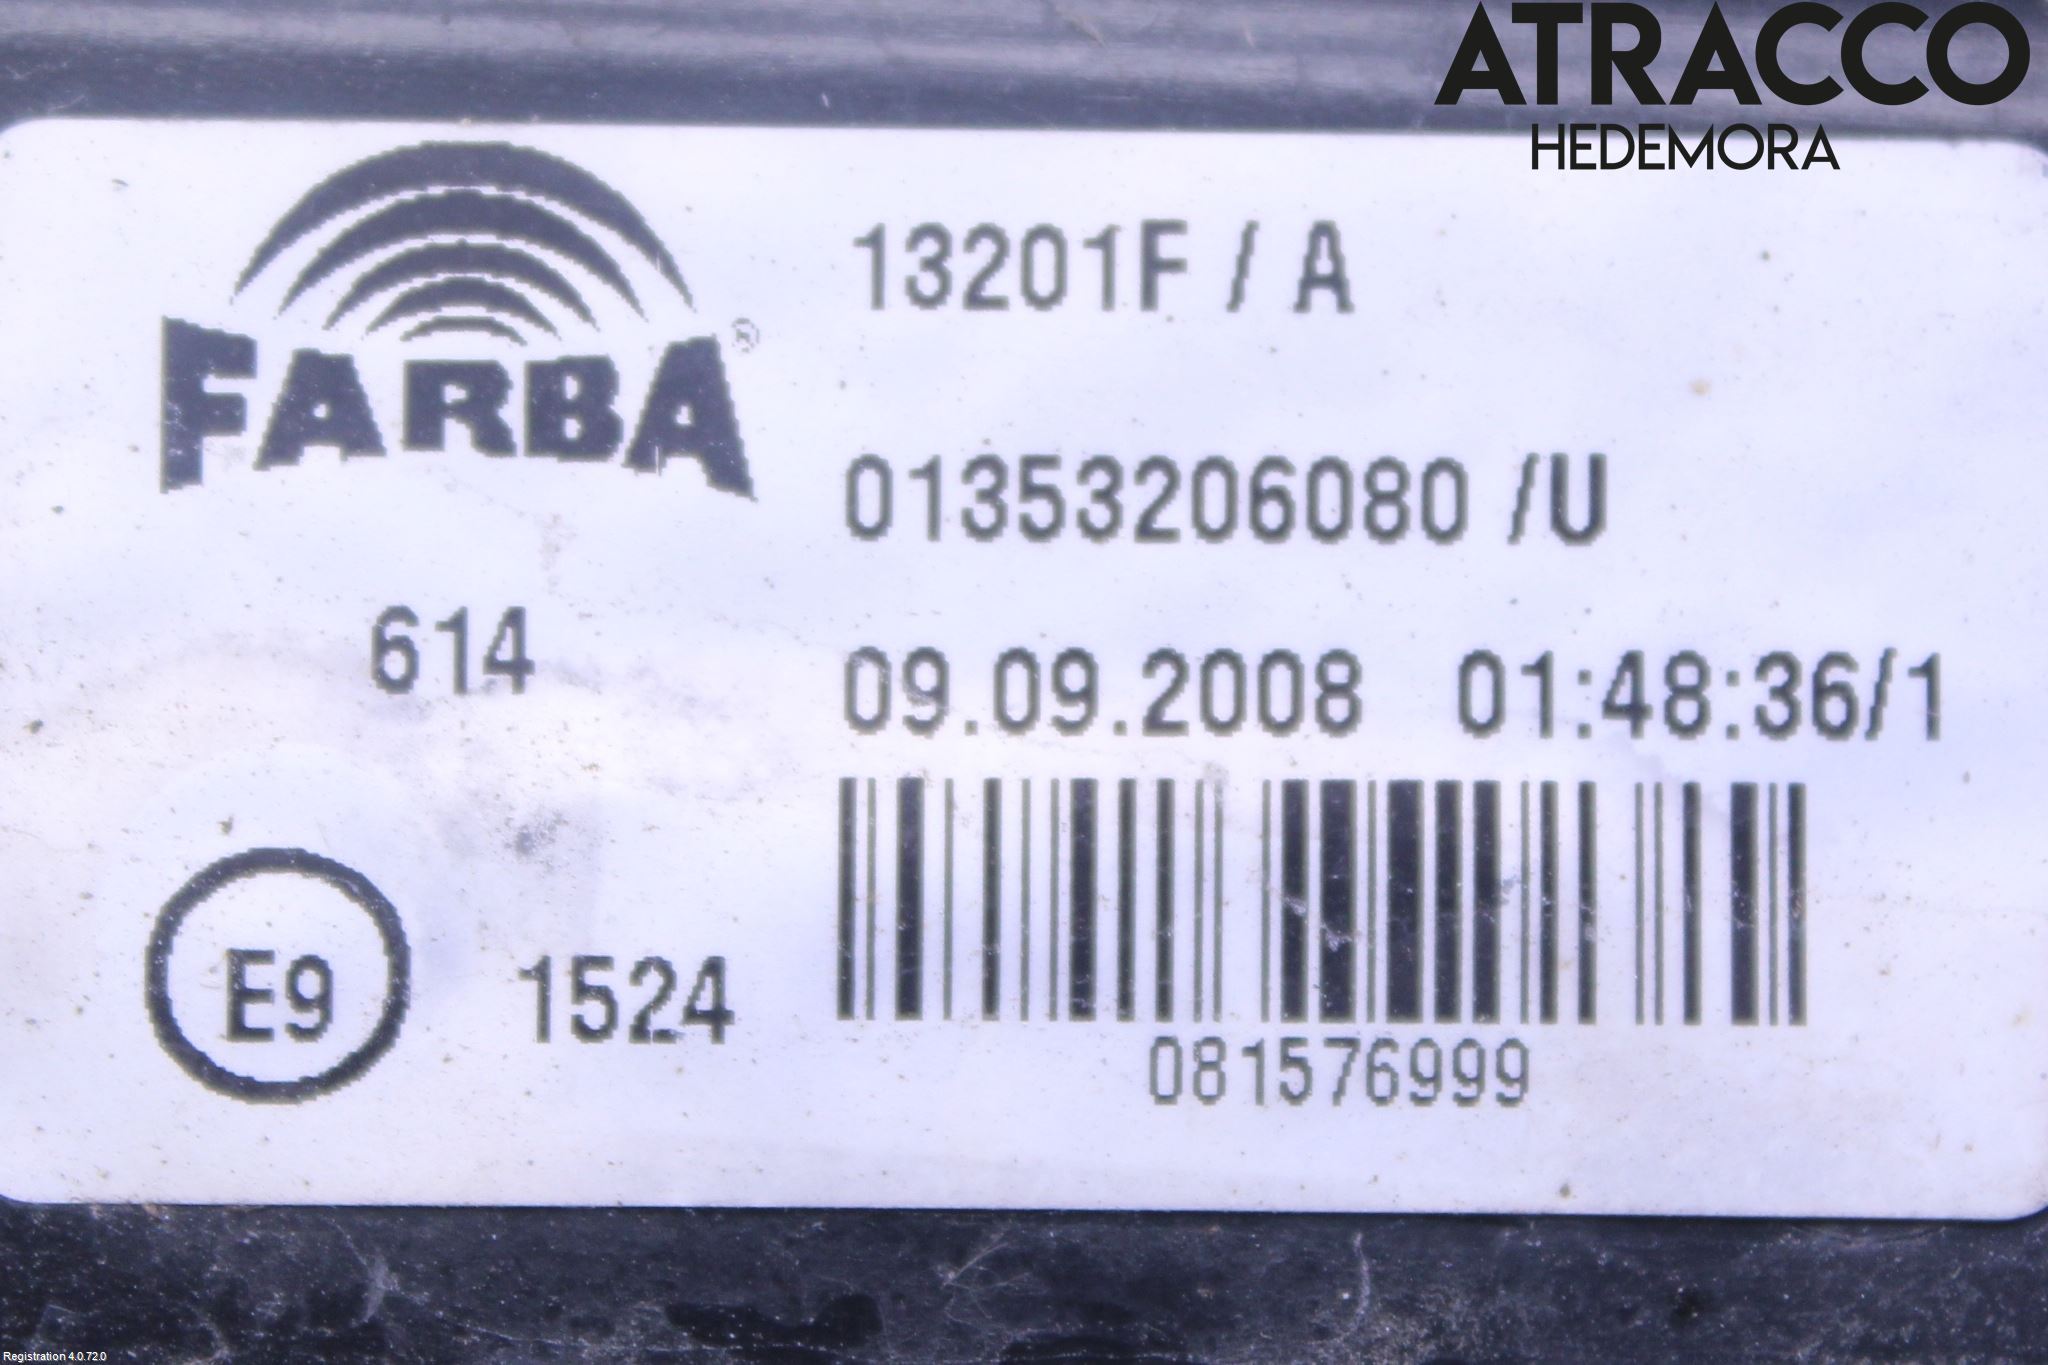 ATRACCO
HEDEMORA
FARBA®
13201F / A
01353206080 /U
614
09.09.2008 01:48:36/1
E9
1524
081576999
Registration 4.0.72.0